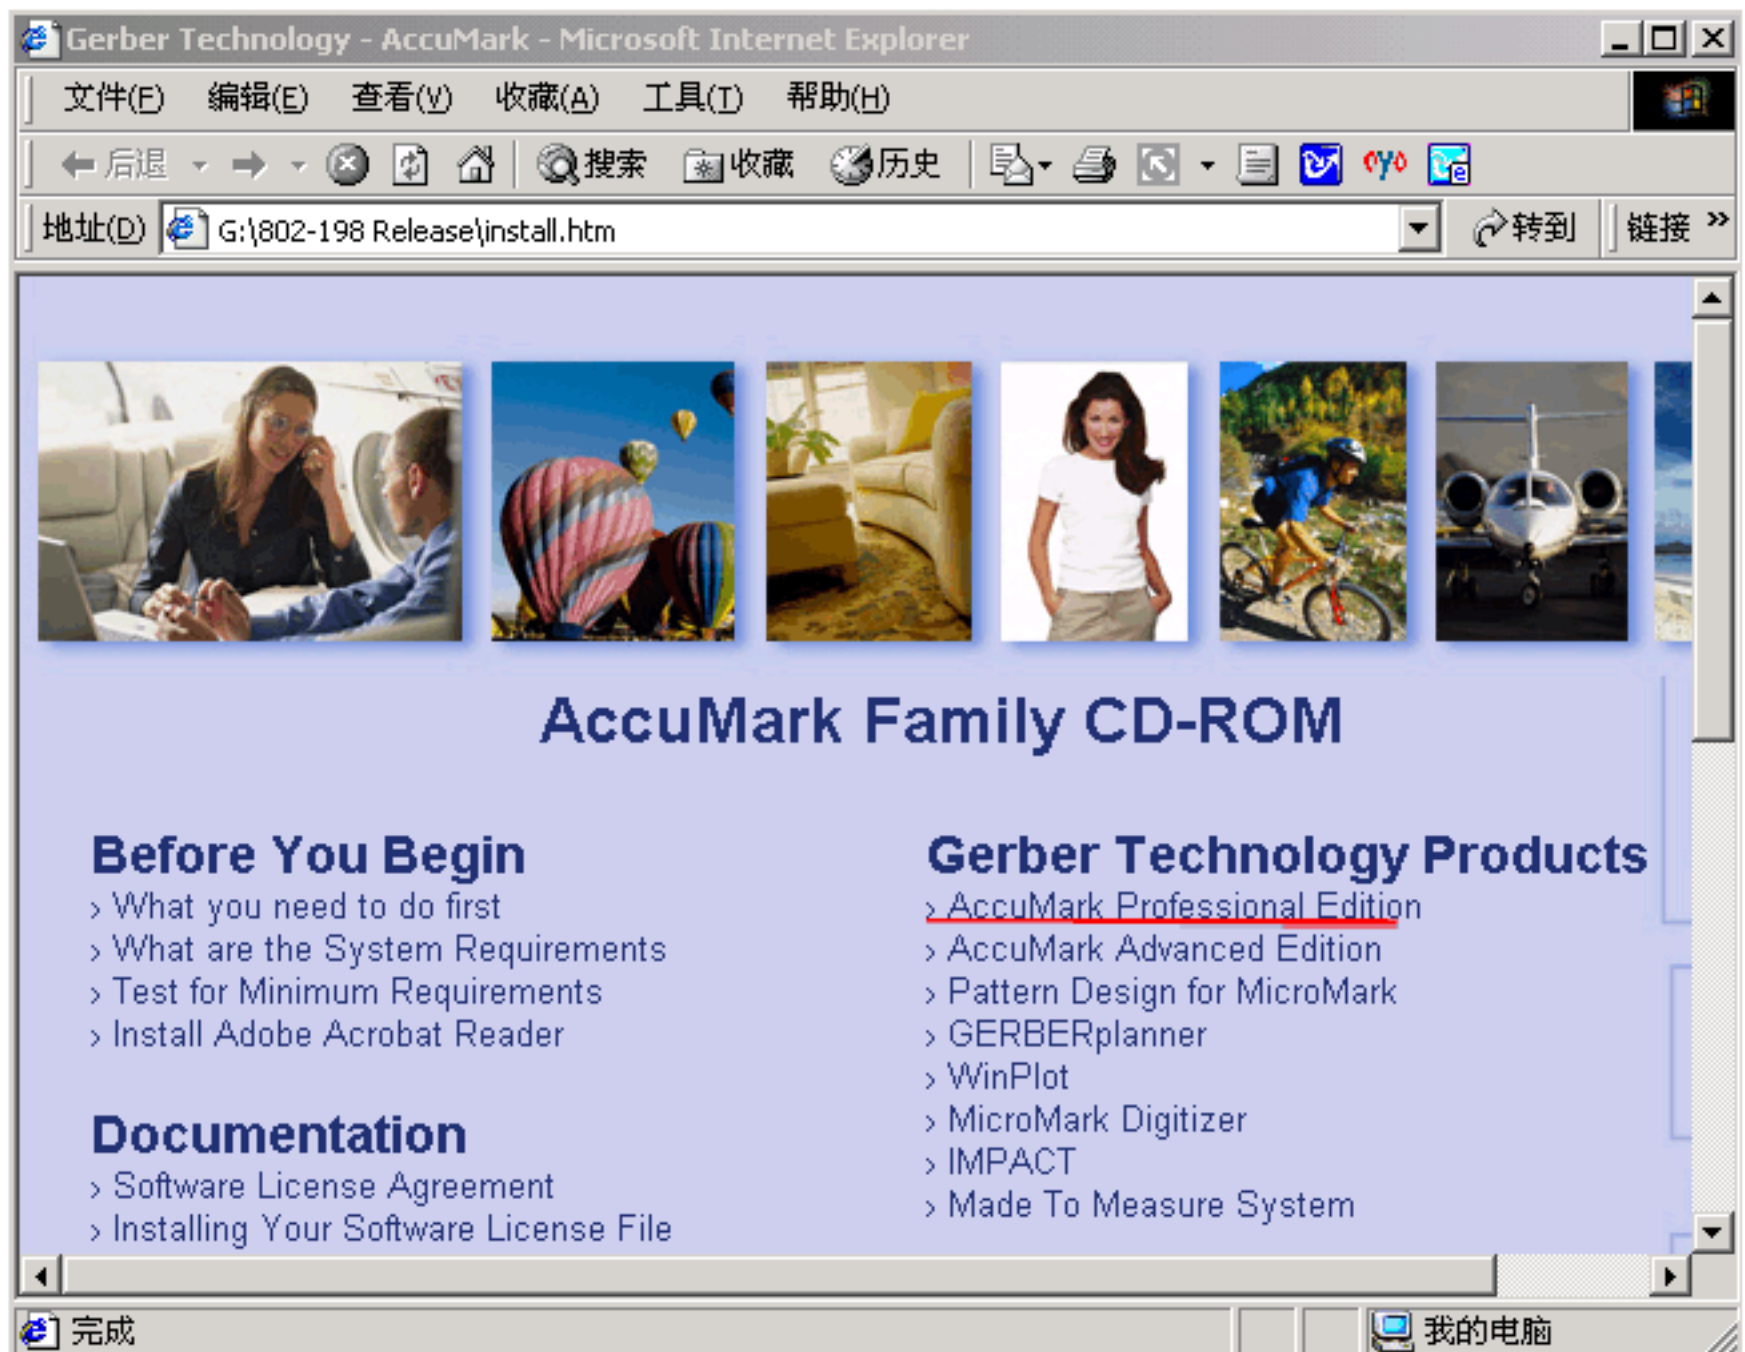 Gerber Technology - AccuMark - Microsoft Internet Explorer
文件(F) 编辑(E) 查看(V) 收藏(A) 工具(T) 帮助(H)
后退 搜索 收藏 历史
地址(D) G:\802-198 Release\install.htm 转到 链接 »
AccuMark Family CD-ROM
Before You Begin
> What you need to do first
> What are the System Requirements
> Test for Minimum Requirements
> Install Adobe Acrobat Reader
Documentation
> Software License Agreement
> Installing Your Software License File
Gerber Technology Products
> AccuMark Professional Edition
> AccuMark Advanced Edition
> Pattern Design for MicroMark
> GERBERplanner
> WinPlot
> MicroMark Digitizer
> IMPACT
> Made To Measure System
完成 我的电脑